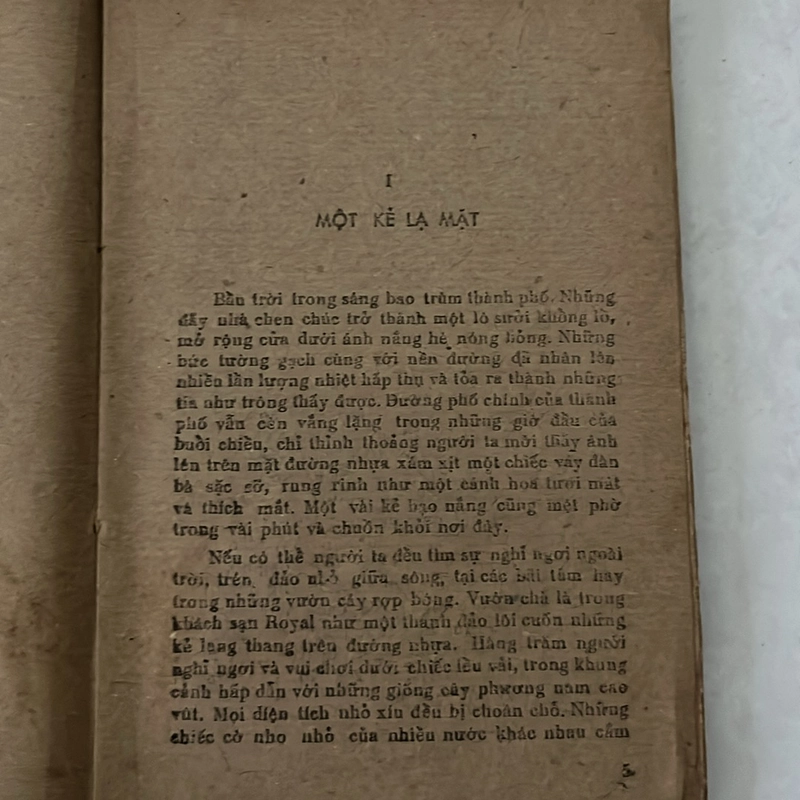 I
MỘT KẺ LẠ MẶT
Bầu trời trong sáng bao trùm thành phố. Những
dãy nhà chen chúc trở thành một lò sưởi khổng lồ,
mở rộng cửa dưới ánh nắng hè nóng bỏng. Những
bức tường gạch cùng với nền đường đã nhân lên
nhiều lần lượng nhiệt hấp thụ và tỏa ra thành những
tia như trông thấy được. Đường phố chính của thành
phố vẫn còn vắng lặng trong những giờ đầu của
buổi chiều, chỉ thỉnh thoảng người ta mới thấy ánh
lên trên mặt đường nhựa xám xịt một chiếc váy đàn
bà sặc sỡ, rung rinh như một cánh hoa tươi mát
và thích mắt. Một vài kẻ bạo nắng cũng mệt phờ
trong vài phút và chuồn khỏi nơi đây.
Nếu có thể người ta đều tìm sự nghỉ ngơi ngoài
trời, trên đảo nhỏ giữa sông, tại các bãi tắm hay
trong những vườn cây rợp bóng. Vườn chà là trong
khách sạn Royal như một thánh đảo lôi cuốn những
kẻ lang thang trên đường nhựa. Hàng trăm người
nghỉ ngơi và vui chơi dưới chiếc lều vải, trong khung
cảnh hấp dẫn với những giống cây phương nam cao
vút. Mọi diện tích nhỏ xíu đều bị choán chỗ. Những
chiếc cờ nho nhỏ của nhiều nước khác nhau cắm
5